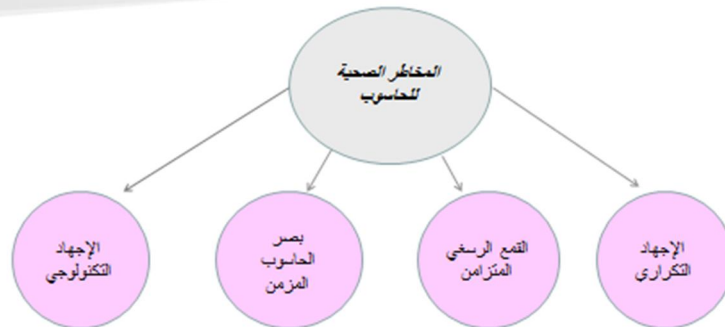 المخاطر الصحية
للحاسوب
الإجهاد
التكراري
القمع الرسغي
المتزامن
بصر
الحاسوب
المزمن
الإجهاد
التكنولوجي